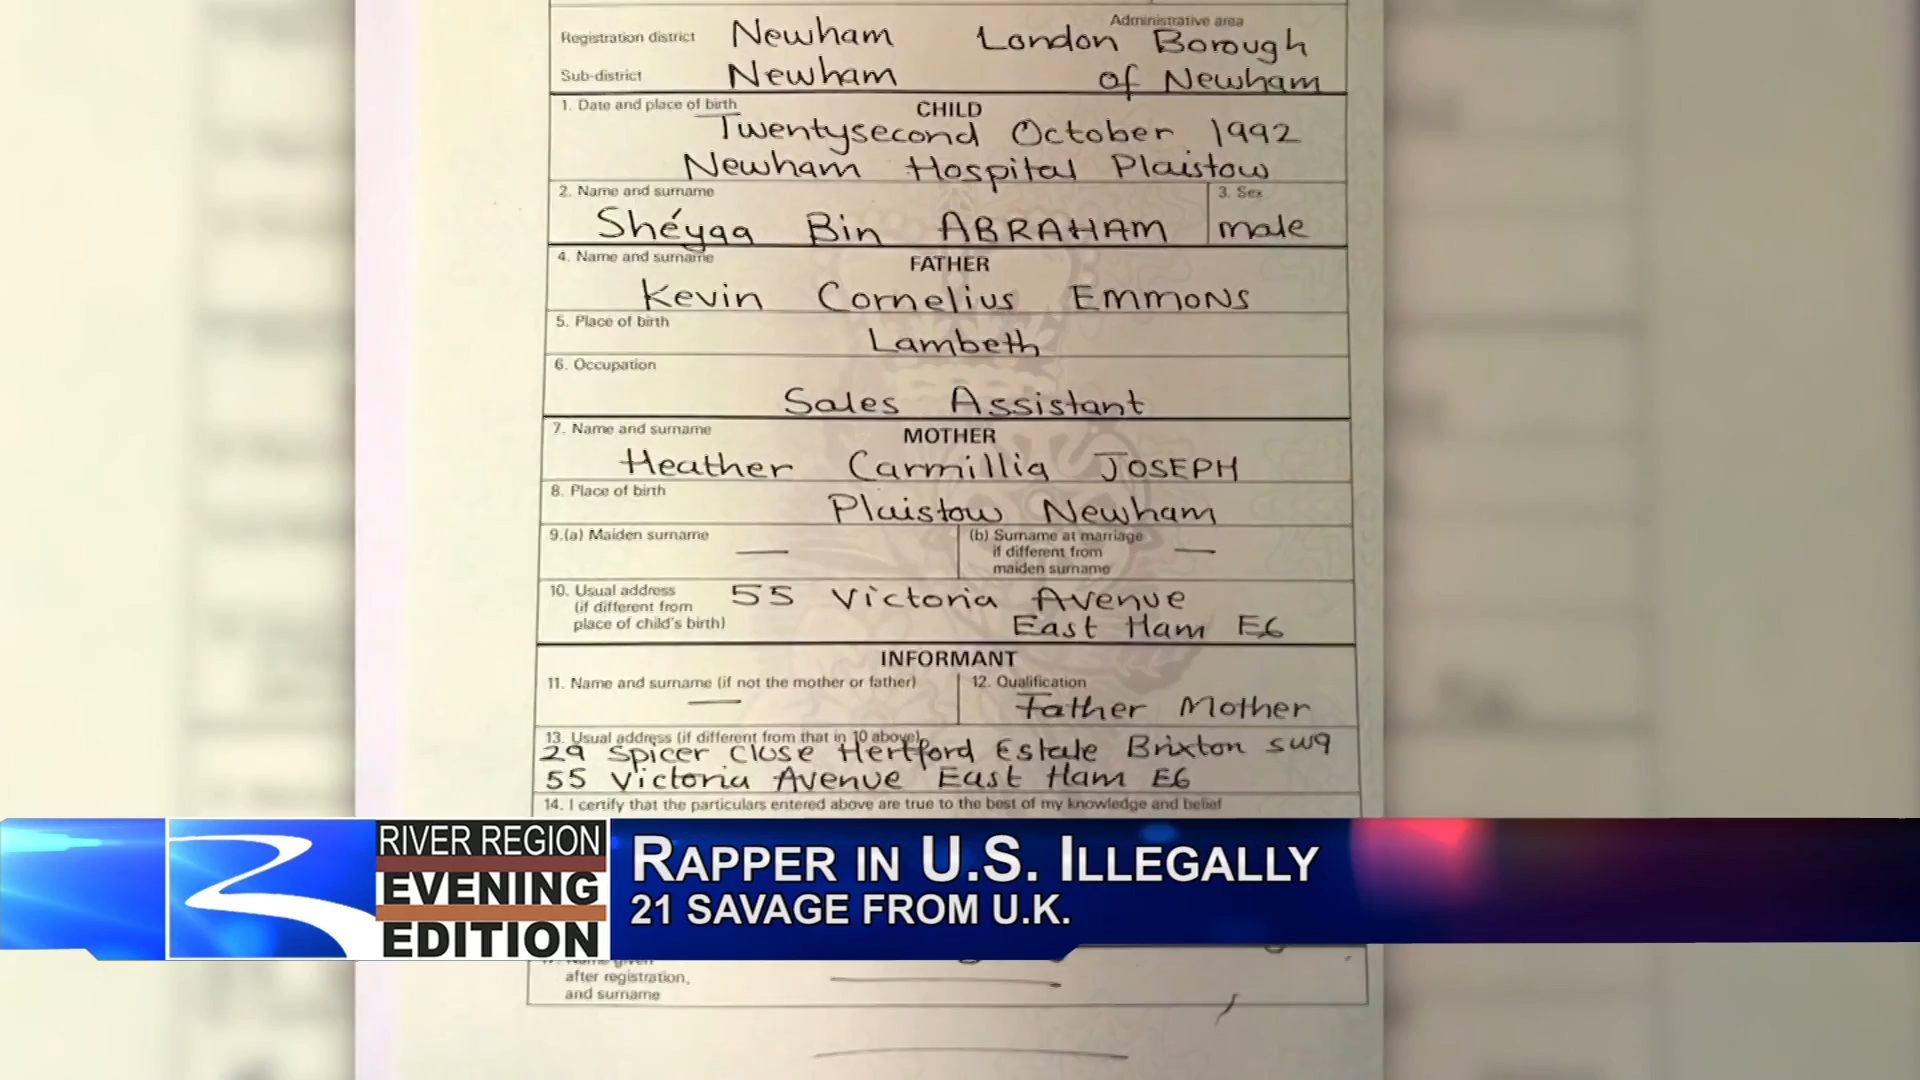 Administrative area
Registration district Newham London Borough
Sub-district Newham of Newham
1. Date and place of birth CHILD
Twentysecond October 1992
Newham Hospital Plaistow
2. Name and surname 3. Sex
Shéyaa Bin ABRAHAM male
4. Name and surname FATHER
Kevin Cornelius EMMONS
5. Place of birth
Lambeth
6. Occupation
Sales Assistant
7. Name and surname MOTHER
Heather Carmillia JOSEPH
8. Place of birth
Plaistow Newham
9.(a) Maiden surname — (b) Surname at marriage —
if different from
maiden surname
10. Usual address 55 Victoria Avenue
(if different from
place of child's birth) East Ham E6
INFORMANT
11. Name and surname (if not the mother or father) — 12. Qualification
Father Mother
13. Usual address (if different from that in 10 above)
29 Spicer Close Hertford Estate Brixton SW9
55 Victoria Avenue East Ham E6
14. I certify that the particulars entered above are true to the best of my knowledge and belief
RIVER REGION
EVENING
EDITION
RAPPER IN U.S. ILLEGALLY
21 SAVAGE FROM U.K.
after registration,
and surname